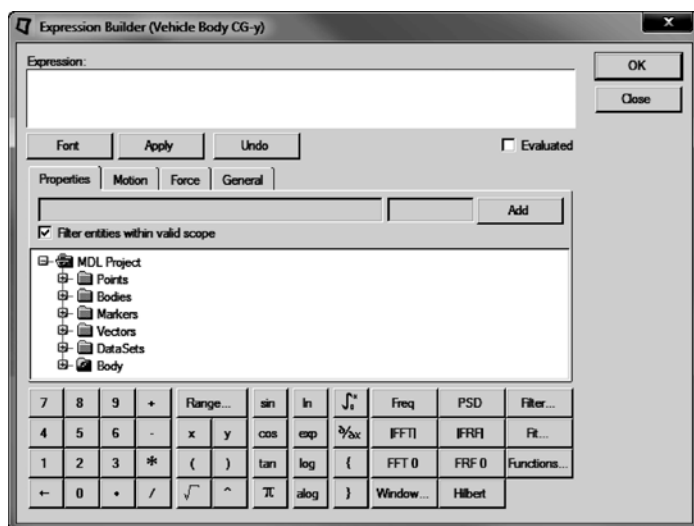 Expression Builder (Vehicle Body CG-y)
x
Expression:
OK
Close
Font Apply Undo Evaluated
Properties Motion Force General
Add
Filter entities within valid scope
MDL Project
Points
Bodies
Markers
Vectors
DataSets
Body
7 8 9 + Range... sin ln ∫₀ˣ Freq PSD Filter...
4 5 6 - x y cos exp ∂/∂x |FFT| |FRF| Fit...
1 2 3 * ( ) tan log { FFT 0 FRF 0 Functions...
← 0 • / √ ^ π alog } Window... Hilbert